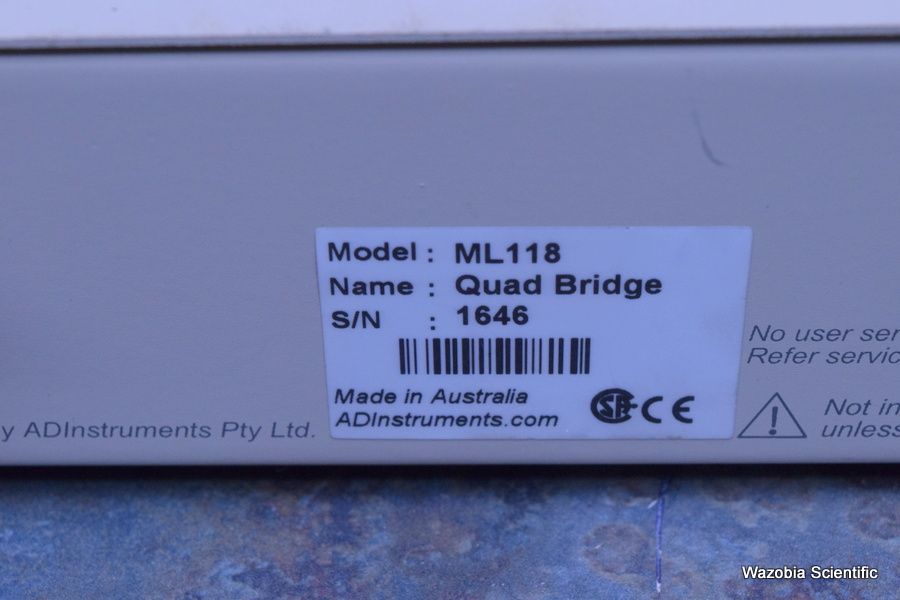 Model : ML118
Name : Quad Bridge
S/N : 1646
Made in Australia
ADInstruments.com
CE
y ADInstruments Pty Ltd.
No user ser
Refer servic
Not in
unless
Wazobia Scientific